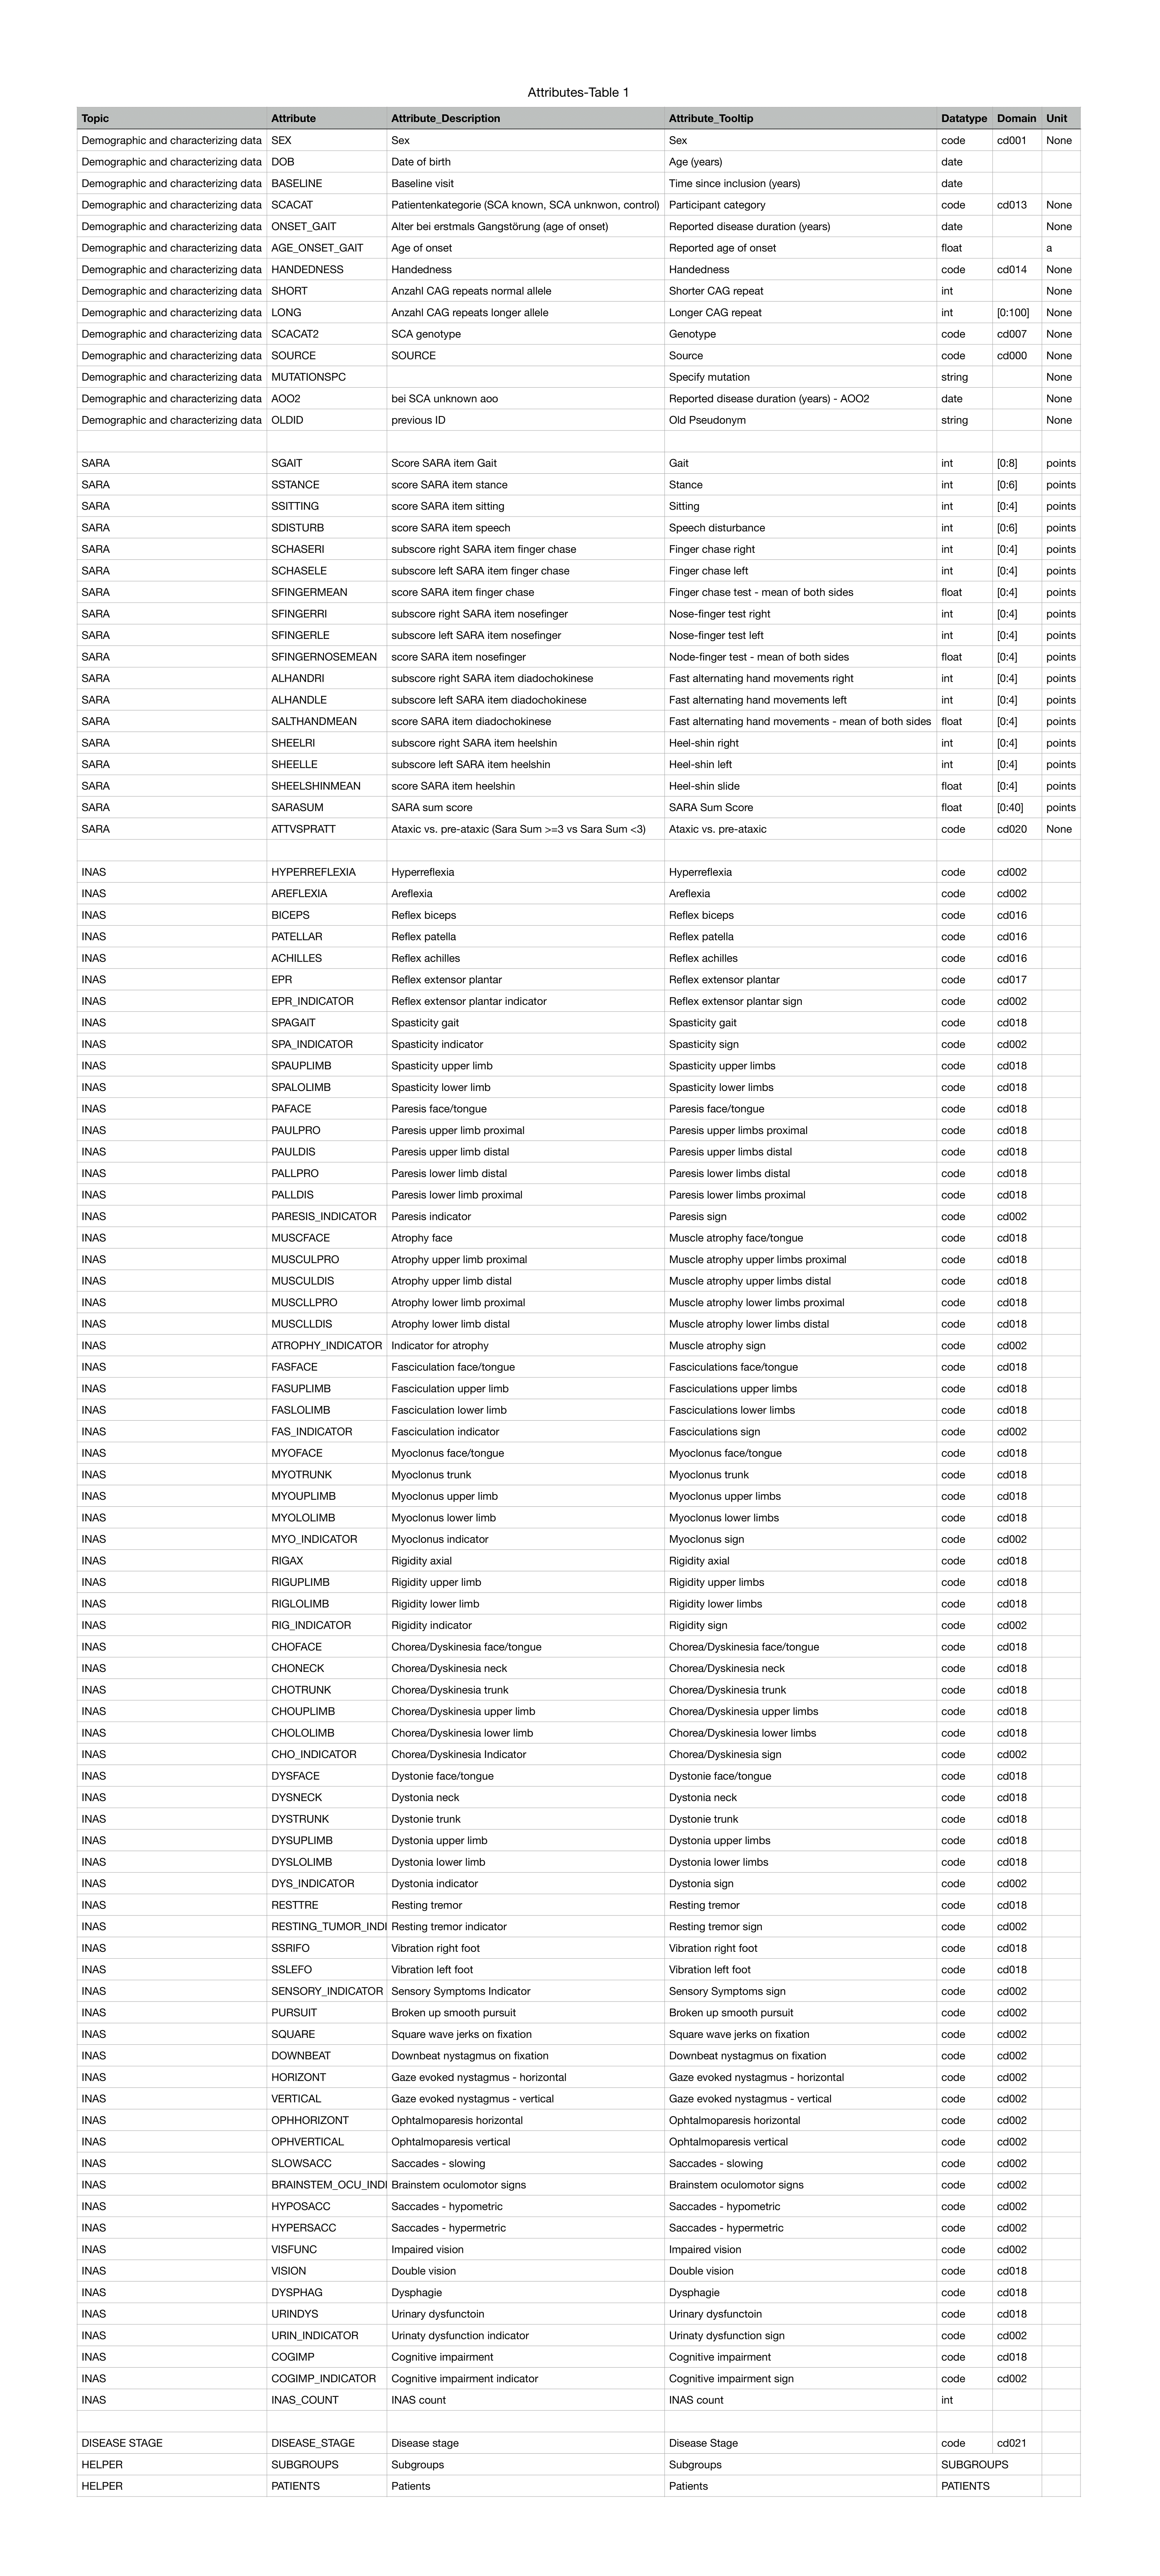 Attributes-Table 1
Topic Attribute Attribute_Description Attribute_Tooltip Datatype Domain Unit
Demographic and characterizing data SEX Sex Sex code cd001 None
Demographic and characterizing data DOB Date of birth Age (years) date
Demographic and characterizing data BASELINE Baseline visit Time since inclusion (years) date
Demographic and characterizing data SCACAT Patientenkategorie (SCA known, SCA unknwon, control) Participant category code cd013 None
Demographic and characterizing data ONSET_GAIT Alter bei erstmals Gangstörung (age of onset) Reported disease duration (years) date None
Demographic and characterizing data AGE_ONSET_GAIT Age of onset Reported age of onset float a
Demographic and characterizing data HANDEDNESS Handedness Handedness code cd014 None
Demographic and characterizing data SHORT Anzahl CAG repeats normal allele Shorter CAG repeat int None
Demographic and characterizing data LONG Anzahl CAG repeats longer allele Longer CAG repeat int [0:100] None
Demographic and characterizing data SCACAT2 SCA genotype Genotype code cd007 None
Demographic and characterizing data SOURCE SOURCE Source code cd000 None
Demographic and characterizing data MUTATIONSPC Specify mutation string None
Demographic and characterizing data AOO2 bei SCA unknown aoo Reported disease duration (years) - AOO2 date None
Demographic and characterizing data OLDID previous ID Old Pseudonym string None
SARA SGAIT Score SARA item Gait Gait int [0:8] points
SARA SSTANCE score SARA item stance Stance int [0:6] points
SARA SSITTING score SARA item sitting Sitting int [0:4] points
SARA SDISTURB score SARA item speech Speech disturbance int [0:6] points
SARA SCHASERI subscore right SARA item finger chase Finger chase right int [0:4] points
SARA SCHASELE subscore left SARA item finger chase Finger chase left int [0:4] points
SARA SFINGERMEAN score SARA item finger chase Finger chase test - mean of both sides float [0:4] points
SARA SFINGERRI subscore right SARA item nosefinger Nose-finger test right int [0:4] points
SARA SFINGERLE subscore left SARA item nosefinger Nose-finger test left int [0:4] points
SARA SFINGERNOSEMEAN score SARA item nosefinger Node-finger test - mean of both sides float [0:4] points
SARA ALHANDRI subscore right SARA item diadochokinese Fast alternating hand movements right int [0:4] points
SARA ALHANDLE subscore left SARA item diadochokinese Fast alternating hand movements left int [0:4] points
SARA SALTHANDMEAN score SARA item diadochokinese Fast alternating hand movements - mean of both sides float [0:4] points
SARA SHEELRI subscore right SARA item heelshin Heel-shin right int [0:4] points
SARA SHEELLE subscore left SARA item heelshin Heel-shin left int [0:4] points
SARA SHEELSHINMEAN score SARA item heelshin Heel-shin slide float [0:4] points
SARA SARASUM SARA sum score SARA Sum Score float [0:40] points
SARA ATTVSPRATT Ataxic vs. pre-ataxic (Sara Sum >=3 vs Sara Sum <3) Ataxic vs. pre-ataxic code cd020 None
INAS HYPERREFLEXIA Hyperreflexia Hyperreflexia code cd002
INAS AREFLEXIA Areflexia Areflexia code cd002
INAS BICEPS Reflex biceps Reflex biceps code cd016
INAS PATELLAR Reflex patella Reflex patella code cd016
INAS ACHILLES Reflex achilles Reflex achilles code cd016
INAS EPR Reflex extensor plantar Reflex extensor plantar code cd017
INAS EPR_INDICATOR Reflex extensor plantar indicator Reflex extensor plantar sign code cd002
INAS SPAGAIT Spasticity gait Spasticity gait code cd018
INAS SPA_INDICATOR Spasticity indicator Spasticity sign code cd002
INAS SPAUPLIMB Spasticity upper limb Spasticity upper limbs code cd018
INAS SPALOLIMB Spasticity lower limb Spasticity lower limbs code cd018
INAS PAFACE Paresis face/tongue Paresis face/tongue code cd018
INAS PAULPRO Paresis upper limb proximal Paresis upper limbs proximal code cd018
INAS PAULDIS Paresis upper limb distal Paresis upper limbs distal code cd018
INAS PALLPRO Paresis lower limb distal Paresis lower limbs distal code cd018
INAS PALLDIS Paresis lower limb proximal Paresis lower limbs proximal code cd018
INAS PARESIS_INDICATOR Paresis indicator Paresis sign code cd002
INAS MUSCFACE Atrophy face Muscle atrophy face/tongue code cd018
INAS MUSCULPRO Atrophy upper limb proximal Muscle atrophy upper limbs proximal code cd018
INAS MUSCULDIS Atrophy upper limb distal Muscle atrophy upper limbs distal code cd018
INAS MUSCLLPRO Atrophy lower limb proximal Muscle atrophy lower limbs proximal code cd018
INAS MUSCLLDIS Atrophy lower limb distal Muscle atrophy lower limbs distal code cd018
INAS ATROPHY_INDICATOR Indicator for atrophy Muscle atrophy sign code cd002
INAS FASFACE Fasciculation face/tongue Fasciculations face/tongue code cd018
INAS FASUPLIMB Fasciculation upper limb Fasciculations upper limbs code cd018
INAS FASLOLIMB Fasciculation lower limb Fasciculations lower limbs code cd018
INAS FAS_INDICATOR Fasciculation indicator Fasciculations sign code cd002
INAS MYOFACE Myoclonus face/tongue Myoclonus face/tongue code cd018
INAS MYOTRUNK Myoclonus trunk Myoclonus trunk code cd018
INAS MYOUPLIMB Myoclonus upper limb Myoclonus upper limbs code cd018
INAS MYOLOLIMB Myoclonus lower limb Myoclonus lower limbs code cd018
INAS MYO_INDICATOR Myoclonus indicator Myoclonus sign code cd002
INAS RIGAX Rigidity axial Rigidity axial code cd018
INAS RIGUPLIMB Rigidity upper limb Rigidity upper limbs code cd018
INAS RIGLOLIMB Rigidity lower limb Rigidity lower limbs code cd018
INAS RIG_INDICATOR Rigidity indicator Rigidity sign code cd002
INAS CHOFACE Chorea/Dyskinesia face/tongue Chorea/Dyskinesia face/tongue code cd018
INAS CHONECK Chorea/Dyskinesia neck Chorea/Dyskinesia neck code cd018
INAS CHOTRUNK Chorea/Dyskinesia trunk Chorea/Dyskinesia trunk code cd018
INAS CHOUPLIMB Chorea/Dyskinesia upper limb Chorea/Dyskinesia upper limbs code cd018
INAS CHOLOLIMB Chorea/Dyskinesia lower limb Chorea/Dyskinesia lower limbs code cd018
INAS CHO_INDICATOR Chorea/Dyskinesia Indicator Chorea/Dyskinesia sign code cd002
INAS DYSFACE Dystonie face/tongue Dystonie face/tongue code cd018
INAS DYSNECK Dystonia neck Dystonia neck code cd018
INAS DYSTRUNK Dystonie trunk Dystonie trunk code cd018
INAS DYSUPLIMB Dystonia upper limb Dystonia upper limbs code cd018
INAS DYSLOLIMB Dystonia lower limb Dystonia lower limbs code cd018
INAS DYS_INDICATOR Dystonia indicator Dystonia sign code cd002
INAS RESTTRE Resting tremor Resting tremor code cd018
INAS RESTING_TUMOR_INDI Resting tremor indicator Resting tremor sign code cd002
INAS SSRIFO Vibration right foot Vibration right foot code cd018
INAS SSLEFO Vibration left foot Vibration left foot code cd018
INAS SENSORY_INDICATOR Sensory Symptoms Indicator Sensory Symptoms sign code cd002
INAS PURSUIT Broken up smooth pursuit Broken up smooth pursuit code cd002
INAS SQUARE Square wave jerks on fixation Square wave jerks on fixation code cd002
INAS DOWNBEAT Downbeat nystagmus on fixation Downbeat nystagmus on fixation code cd002
INAS HORIZONT Gaze evoked nystagmus - horizontal Gaze evoked nystagmus - horizontal code cd002
INAS VERTICAL Gaze evoked nystagmus - vertical Gaze evoked nystagmus - vertical code cd002
INAS OPHHORIZONT Ophtalmoparesis horizontal Ophtalmoparesis horizontal code cd002
INAS OPHVERTICAL Ophtalmoparesis vertical Ophtalmoparesis vertical code cd002
INAS SLOWSACC Saccades - slowing Saccades - slowing code cd002
INAS BRAINSTEM_OCU_INDI Brainstem oculomotor signs Brainstem oculomotor signs code cd002
INAS HYPOSACC Saccades - hypometric Saccades - hypometric code cd002
INAS HYPERSACC Saccades - hypermetric Saccades - hypermetric code cd002
INAS VISFUNC Impaired vision Impaired vision code cd002
INAS VISION Double vision Double vision code cd018
INAS DYSPHAG Dysphagie Dysphagie code cd018
INAS URINDYS Urinary dysfunctoin Urinary dysfunctoin code cd018
INAS URIN_INDICATOR Urinaty dysfunction indicator Urinaty dysfunction sign code cd002
INAS COGIMP Cognitive impairment Cognitive impairment code cd018
INAS COGIMP_INDICATOR Cognitive impairment indicator Cognitive impairment sign code cd002
INAS INAS_COUNT INAS count INAS count int
DISEASE STAGE DISEASE_STAGE Disease stage Disease Stage code cd021
HELPER SUBGROUPS Subgroups Subgroups SUBGROUPS
HELPER PATIENTS Patients Patients PATIENTS